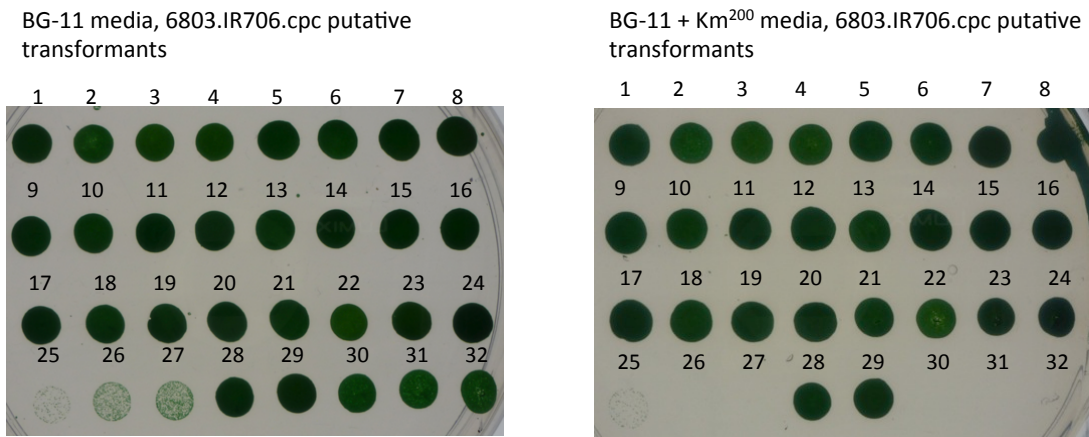 BG-11 media, 6803.IR706.cpc putative
transformants
1 2 3 4 5 6 7 8
9 10 11 12 13 14 15 16
17 18 19 20 21 22 23 24
25 26 27 28 29 30 31 32
BG-11 + Km200 media, 6803.IR706.cpc putative
transformants
1 2 3 4 5 6 7 8
9 10 11 12 13 14 15 16
17 18 19 20 21 22 23 24
25 26 27 28 29 30 31 32